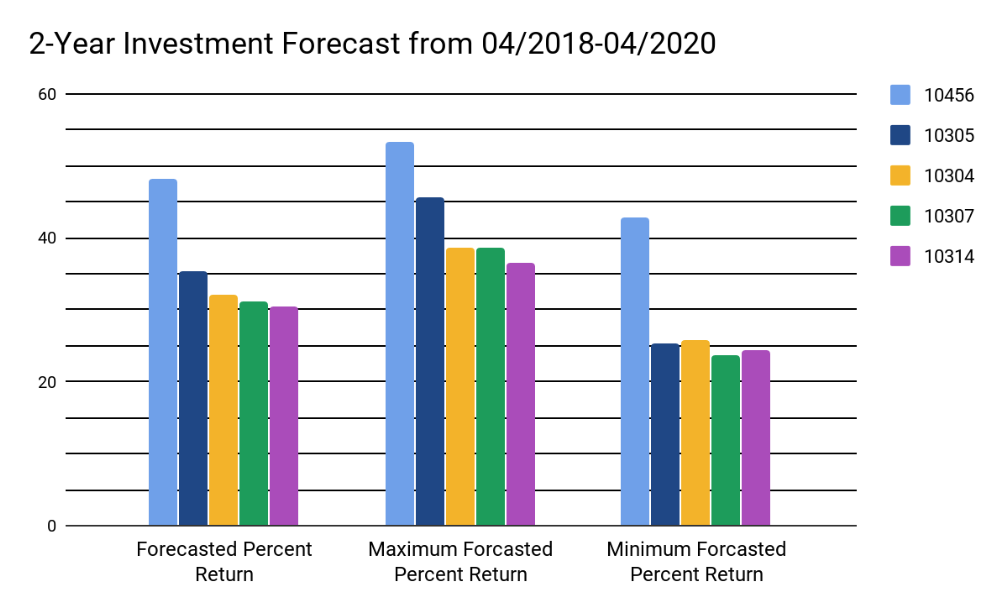 2-Year Investment Forecast from 04/2018-04/2020
60
40
20
0
10456
10305
10304
10307
10314
Forecasted Percent
Return
Maximum Forcasted
Percent Return
Minimum Forcasted
Percent Return